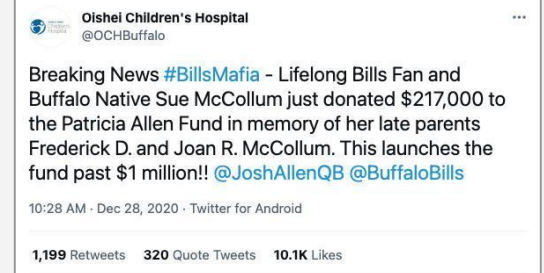 Oishei Children's Hospital
@OCHBuffalo
Breaking News #BillsMafia - Lifelong Bills Fan and
Buffalo Native Sue McCollum just donated $217,000 to
the Patricia Allen Fund in memory of her late parents
Frederick D. and Joan R. McCollum. This launches the
fund past $1 million!! @JoshAllenQB @BuffaloBills
10:28 AM · Dec 28, 2020 · Twitter for Android
1,199 Retweets 320 Quote Tweets 10.1K Likes